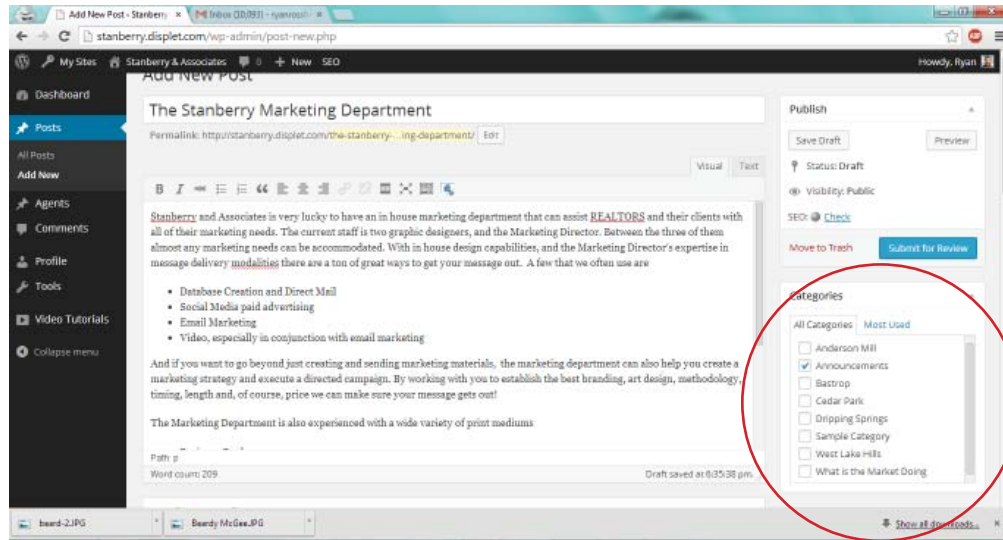 Add New Post ‹ Stanberry
stanberry.displet.com/wp-admin/post-new.php
My Sites Stanberry & Associates 0 + New SEO Howdy, Ryan
Add New Post
Dashboard
Posts
All Posts
Add New
Agents
Comments
Profile
Tools
Video Tutorials
Collapse menu
The Stanberry Marketing Department
Permalink: http://stanberry.displet.com/the-stanberry-...ing-department/ Edit
Visual Text
Stanberry and Associates is very lucky to have an in house marketing department that can assist REALTORS and their clients with
all of their marketing needs. The current staff is two graphic designers, and the Marketing Director. Between the three of them
almost any marketing needs can be accommodated. With in house design capabilities, and the Marketing Director's expertise in
message delivery modalities there are a ton of great ways to get your message out. A few that we often use are
• Database Creation and Direct Mail
• Social Media paid advertising
• Email Marketing
• Video, especially in conjunction with email marketing
And if you want to go beyond just creating and sending marketing materials, the marketing department can also help you create a
marketing strategy and execute a directed campaign. By working with you to establish the best branding, art design, methodology,
timing, length and, of course, price we can make sure your message gets out!
The Marketing Department is also experienced with a wide variety of print mediums
Path: p
Word count: 209 Draft saved at 6:35:38 pm.
Publish
Save Draft Preview
Status: Draft
Visibility: Public
SEO: Check
Move to Trash Submit for Review
Categories
All Categories Most Used
Anderson Mill
Announcements
Bastrop
Cedar Park
Dripping Springs
Sample Category
West Lake Hills
What is the Market Doing
beard-2.JPG Beardy McGee.JPG Show all downloads...